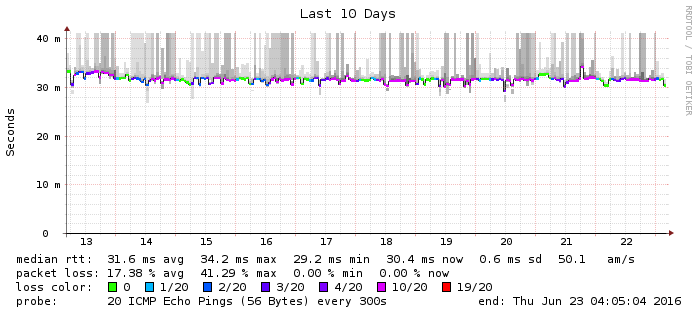 Last 10 Days
RRDTOOL / TOBI OETIKER
Seconds
40 m
30 m
20 m
10 m
0
13 14 15 16 17 18 19 20 21 22
median rtt: 31.6 ms avg 34.2 ms max 29.2 ms min 30.4 ms now 0.6 ms sd 50.1 am/s
packet loss: 17.38 % avg 41.29 % max 0.00 % min 0.00 % now
loss color: 0 1/20 2/20 3/20 4/20 10/20 19/20
probe: 20 ICMP Echo Pings (56 Bytes) every 300s end: Thu Jun 23 04:05:04 2016